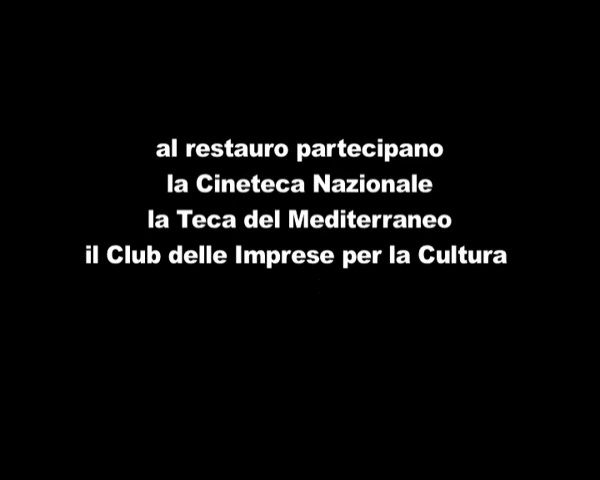 al restauro partecipano
la Cineteca Nazionale
la Teca del Mediterraneo
il Club delle Imprese per la Cultura